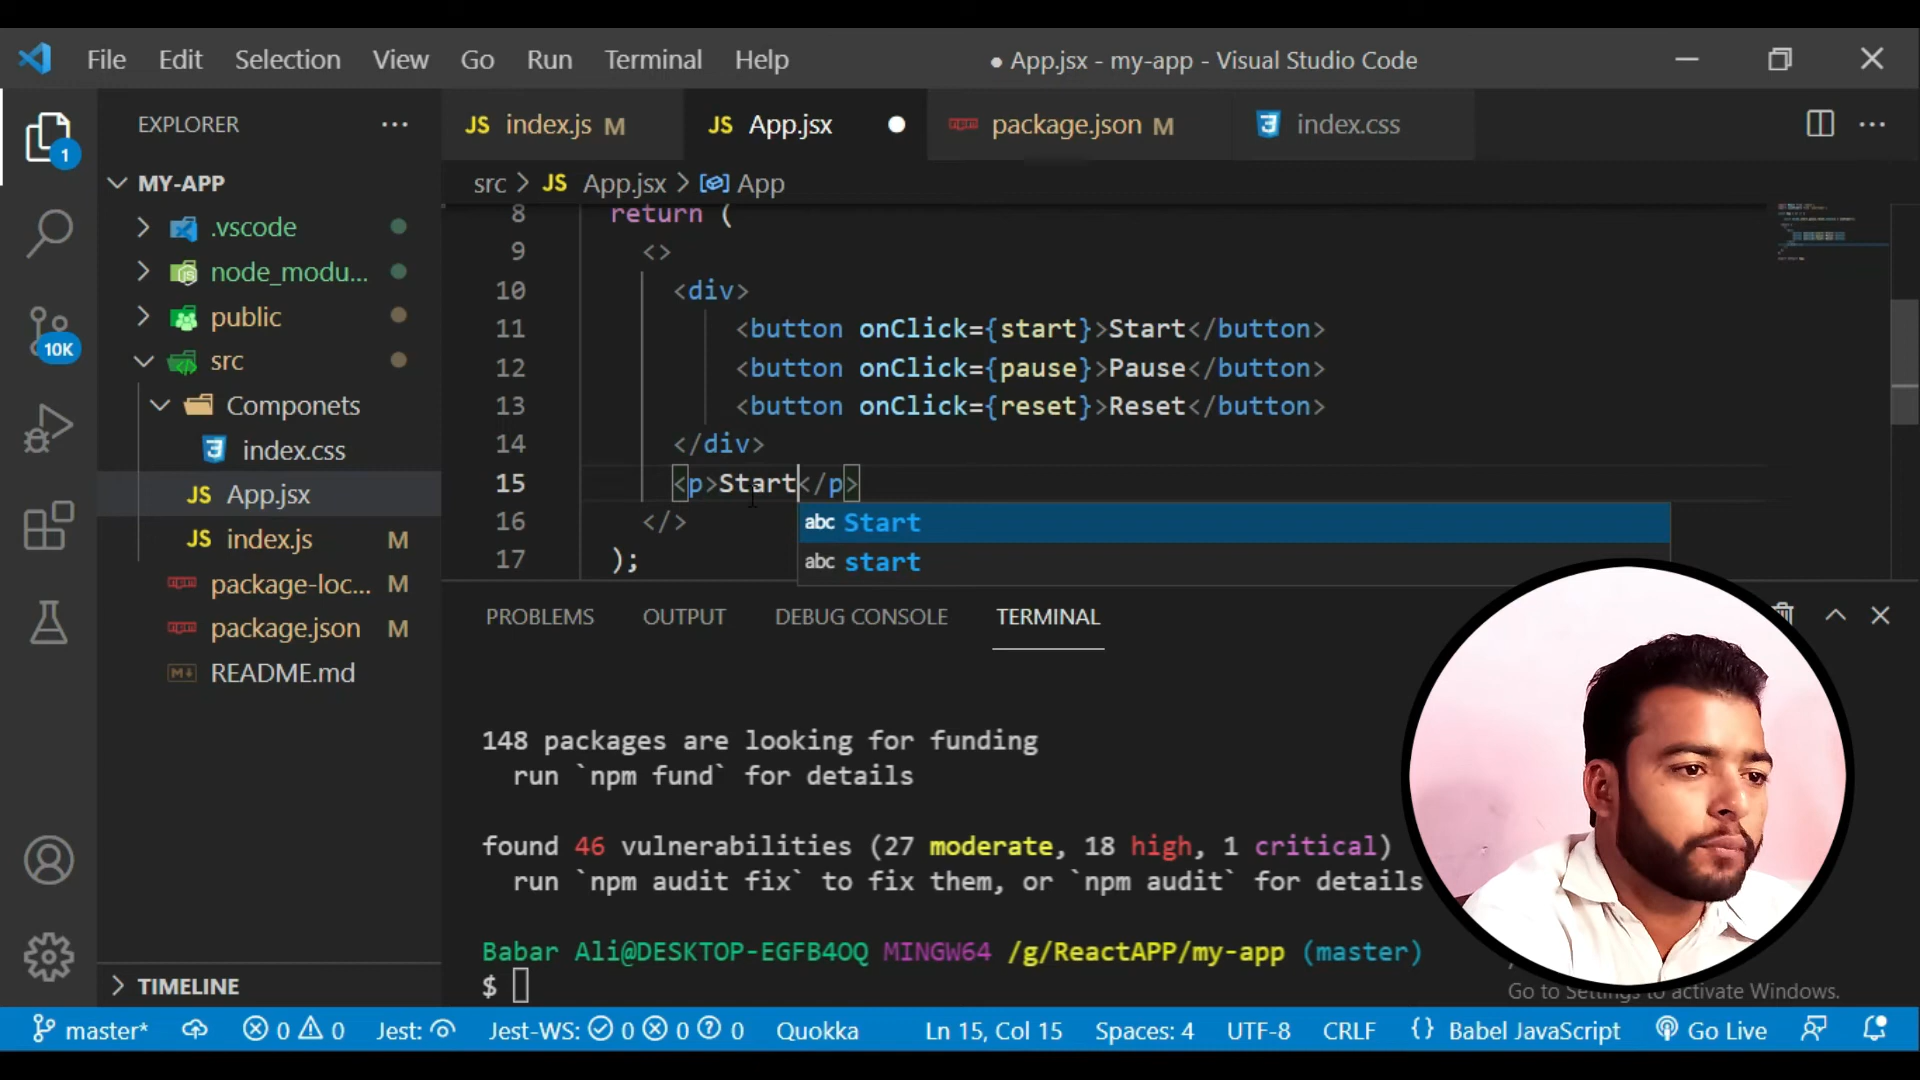 File Edit Selection View Go Run Terminal Help ● App.jsx - my-app - Visual Studio Code
EXPLORER ...
JS index.js M JS App.jsx ● package.json M index.css ...
src > JS App.jsx > App
1
10K
MY-APP
.vscode
node_modu...
public
src
Componets
index.css
JS App.jsx
JS index.js M
package-loc... M
package.json M
README.md
TIMELINE
8 return (
9 <>
10 <div>
11 <button onClick={start}>Start</button>
12 <button onClick={pause}>Pause</button>
13 <button onClick={reset}>Reset</button>
14 </div>
15 <p>Start</p>
16 </>
17 );
abc Start
abc start
PROBLEMS OUTPUT DEBUG CONSOLE TERMINAL
148 packages are looking for funding
run `npm fund` for details
found 46 vulnerabilities (27 moderate, 18 high, 1 critical)
run `npm audit fix` to fix them, or `npm audit` for details
Babar Ali@DESKTOP-EGFB4OQ MINGW64 /g/ReactAPP/my-app (master)
$
Go to Settings to activate Windows.
master* 0 0 Jest: Jest-WS: 0 0 0 Quokka Ln 15, Col 15 Spaces: 4 UTF-8 CRLF {} Babel JavaScript Go Live